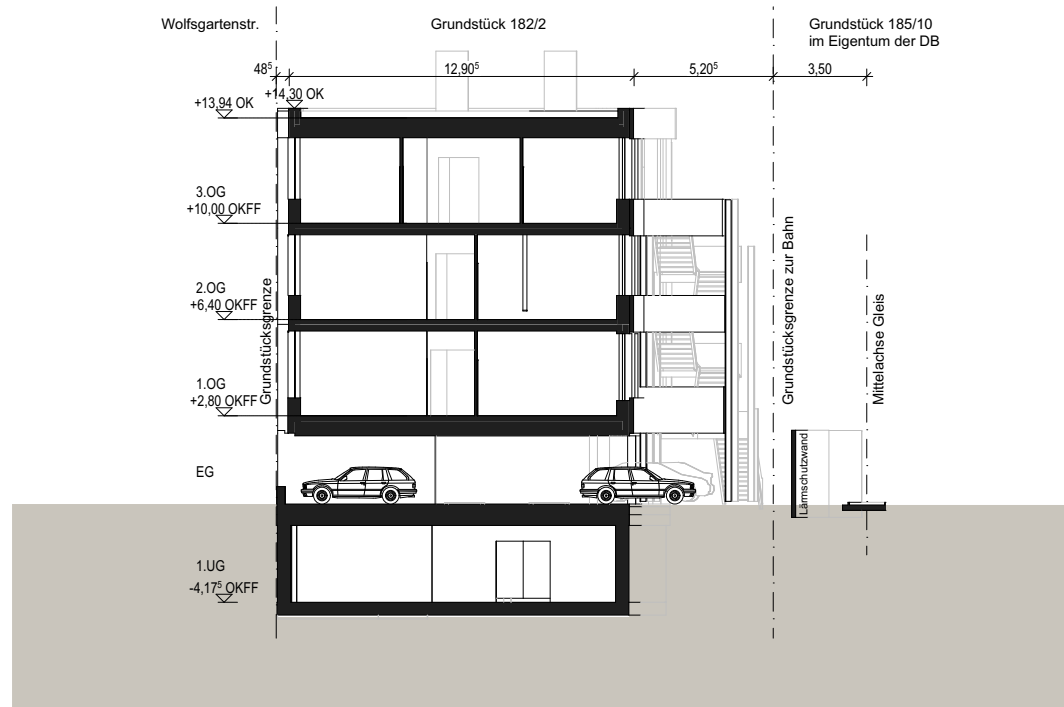 Wolfsgartenstr.
Grundstück 182/2
Grundstück 185/10
im Eigentum der DB
48⁵
12,90⁵
5,20⁵
3,50
+14,30 OK
+13,94 OK
3.OG
+10,00 OKFF
2.OG
+6,40 OKFF
1.OG
+2,80 OKFF
EG
1.UG
-4,17⁵ OKFF
Grundstücksgrenze
Grundstücksgrenze zur Bahn
Mittelachse Gleis
Lärmschutzwand